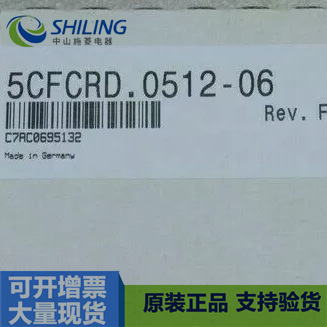 SHILING
中山施菱电器
5CFCRD.0512-06
Rev. F
C7AC0695132
Made in Germany
可开增票
大量现货
原装正品 支持验货